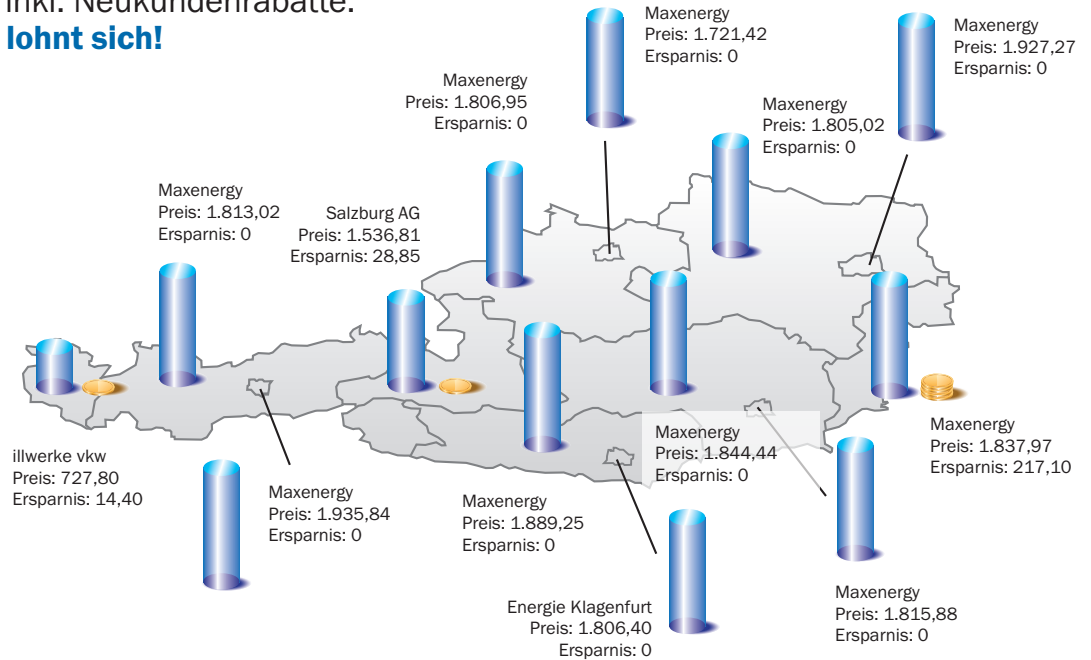 inkl. Neukundenrabatte.
lohnt sich!
Maxenergy
Preis: 1.721,42
Ersparnis: 0
Maxenergy
Preis: 1.927,27
Ersparnis: 0
Maxenergy
Preis: 1.806,95
Ersparnis: 0
Maxenergy
Preis: 1.805,02
Ersparnis: 0
Maxenergy
Preis: 1.813,02
Ersparnis: 0
Salzburg AG
Preis: 1.536,81
Ersparnis: 28,85
illwerke vkw
Preis: 727,80
Ersparnis: 14,40
Maxenergy
Preis: 1.935,84
Ersparnis: 0
Maxenergy
Preis: 1.889,25
Ersparnis: 0
Maxenergy
Preis: 1.844,44
Ersparnis: 0
Maxenergy
Preis: 1.837,97
Ersparnis: 217,10
Energie Klagenfurt
Preis: 1.806,40
Ersparnis: 0
Maxenergy
Preis: 1.815,88
Ersparnis: 0